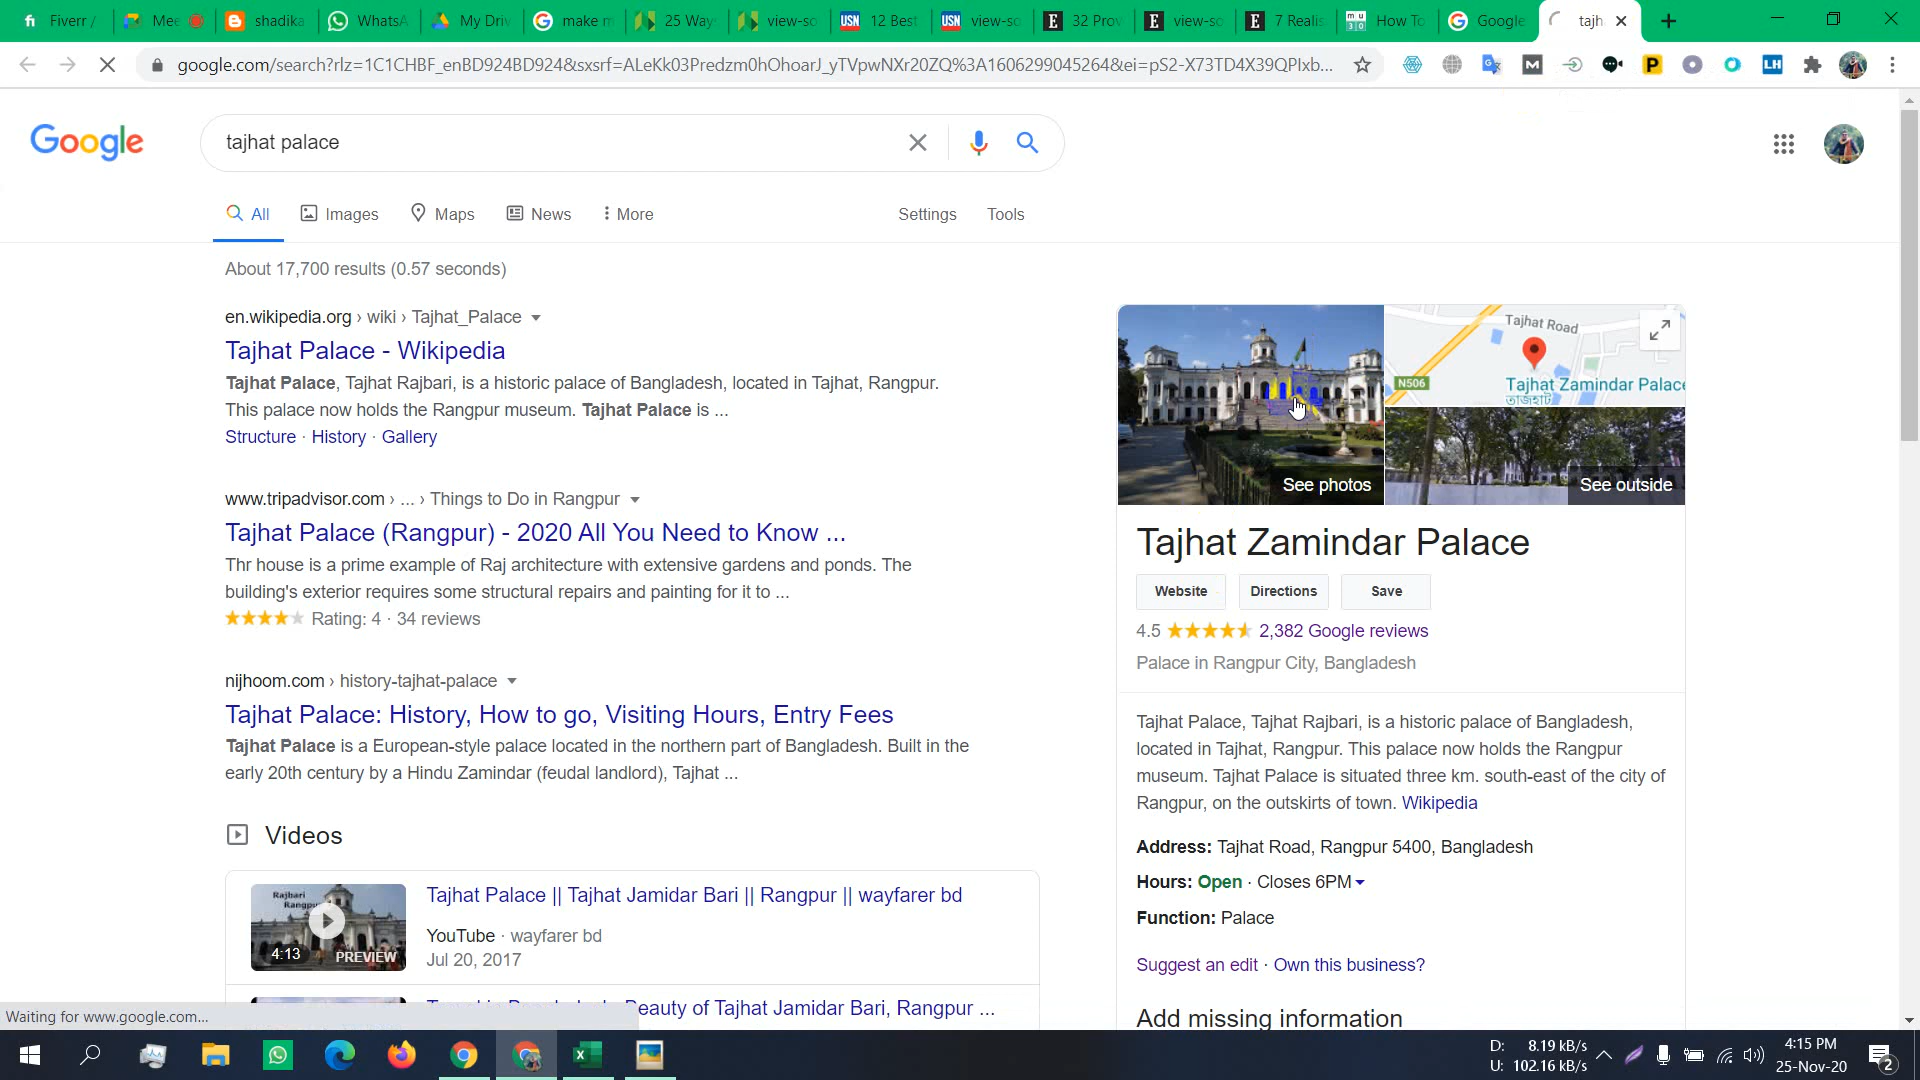 Fiverr /
Mee
shadika
WhatsA
My Driv
make m
25 Way
view-so
USN 12 Best
USN view-so
E 32 Prov
E view-so
E 7 Realis
How To
Google
tajh
google.com/search?rlz=1C1CHBF_enBD924BD924&sxsrf=ALeKk03Predzm0hOhoarJ_yTVpwNXr20ZQ%3A1606299045264&ei=pS2-X73TD4X39QPIxb...
Google
tajhat palace
All
Images
Maps
News
More
Settings
Tools
About 17,700 results (0.57 seconds)
en.wikipedia.org › wiki › Tajhat_Palace
Tajhat Palace - Wikipedia
Tajhat Palace, Tajhat Rajbari, is a historic palace of Bangladesh, located in Tajhat, Rangpur.
This palace now holds the Rangpur museum. Tajhat Palace is ...
Structure · History · Gallery
www.tripadvisor.com › ... › Things to Do in Rangpur
Tajhat Palace (Rangpur) - 2020 All You Need to Know ...
Thr house is a prime example of Raj architecture with extensive gardens and ponds. The
building's exterior requires some structural repairs and painting for it to ...
Rating: 4 · 34 reviews
nijhoom.com › history-tajhat-palace
Tajhat Palace: History, How to go, Visiting Hours, Entry Fees
Tajhat Palace is a European-style palace located in the northern part of Bangladesh. Built in the
early 20th century by a Hindu Zamindar (feudal landlord), Tajhat ...
Videos
Rajbari
Rangpur
4:13
PREVIEW
Tajhat Palace || Tajhat Jamidar Bari || Rangpur || wayfarer bd
YouTube · wayfarer bd
Jul 20, 2017
Beauty of Tajhat Jamidar Bari, Rangpur ...
See photos
Tajhat Road
N506
Tajhat Zamindar Palace
তাজহাট
See outside
Tajhat Zamindar Palace
Website
Directions
Save
4.5
2,382 Google reviews
Palace in Rangpur City, Bangladesh
Tajhat Palace, Tajhat Rajbari, is a historic palace of Bangladesh,
located in Tajhat, Rangpur. This palace now holds the Rangpur
museum. Tajhat Palace is situated three km. south-east of the city of
Rangpur, on the outskirts of town. Wikipedia
Address: Tajhat Road, Rangpur 5400, Bangladesh
Hours: Open · Closes 6PM
Function: Palace
Suggest an edit · Own this business?
Add missing information
Waiting for www.google.com...
D: 8.19 kB/s
U: 102.16 kB/s
4:15 PM
25-Nov-20
2